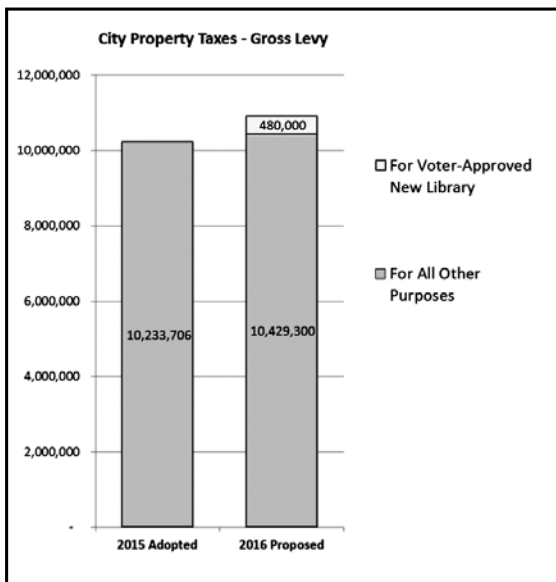 City Property Taxes - Gross Levy
12,000,000
10,000,000
8,000,000
6,000,000
4,000,000
2,000,000
-
480,000
10,233,706
10,429,300
2015 Adopted
2016 Proposed
For Voter-Approved
New Library
For All Other
Purposes